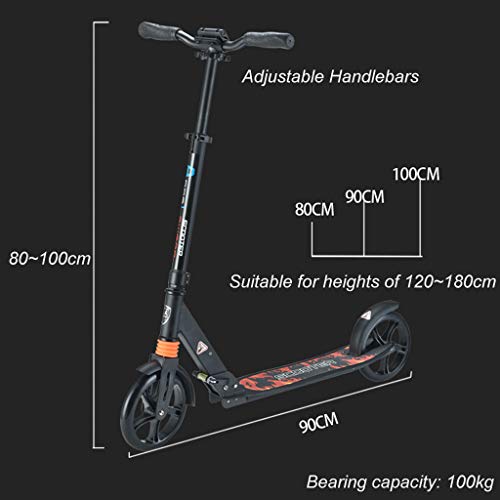 Adjustable Handlebars
100CM
90CM
80CM
80~100cm
Suitable for heights of 120~180cm
90CM
Bearing capacity: 100kg